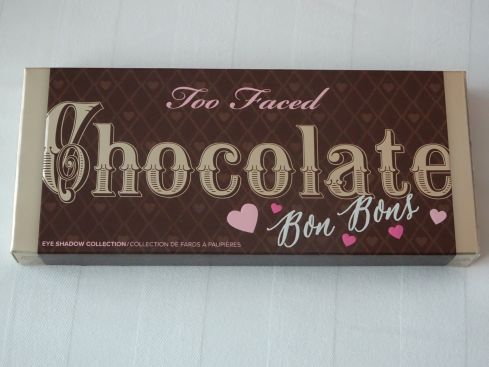 Too Faced
Chocolate
Bon Bons
EYE SHADOW COLLECTION/COLLECTION DE FARDS À PAUPIÈRES